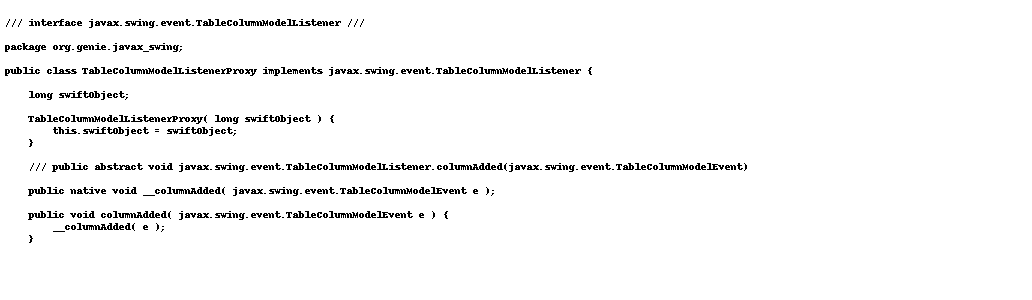 /// interface javax.swing.event.TableColumnModelListener ///
package org.genie.javax_swing;
public class TableColumnModelListenerProxy implements javax.swing.event.TableColumnModelListener {
long swiftObject;
TableColumnModelListenerProxy( long swiftObject ) {
this.swiftObject = swiftObject;
}
/// public abstract void javax.swing.event.TableColumnModelListener.columnAdded(javax.swing.event.TableColumnModelEvent)
public native void __columnAdded( javax.swing.event.TableColumnModelEvent e );
public void columnAdded( javax.swing.event.TableColumnModelEvent e ) {
__columnAdded( e );
}